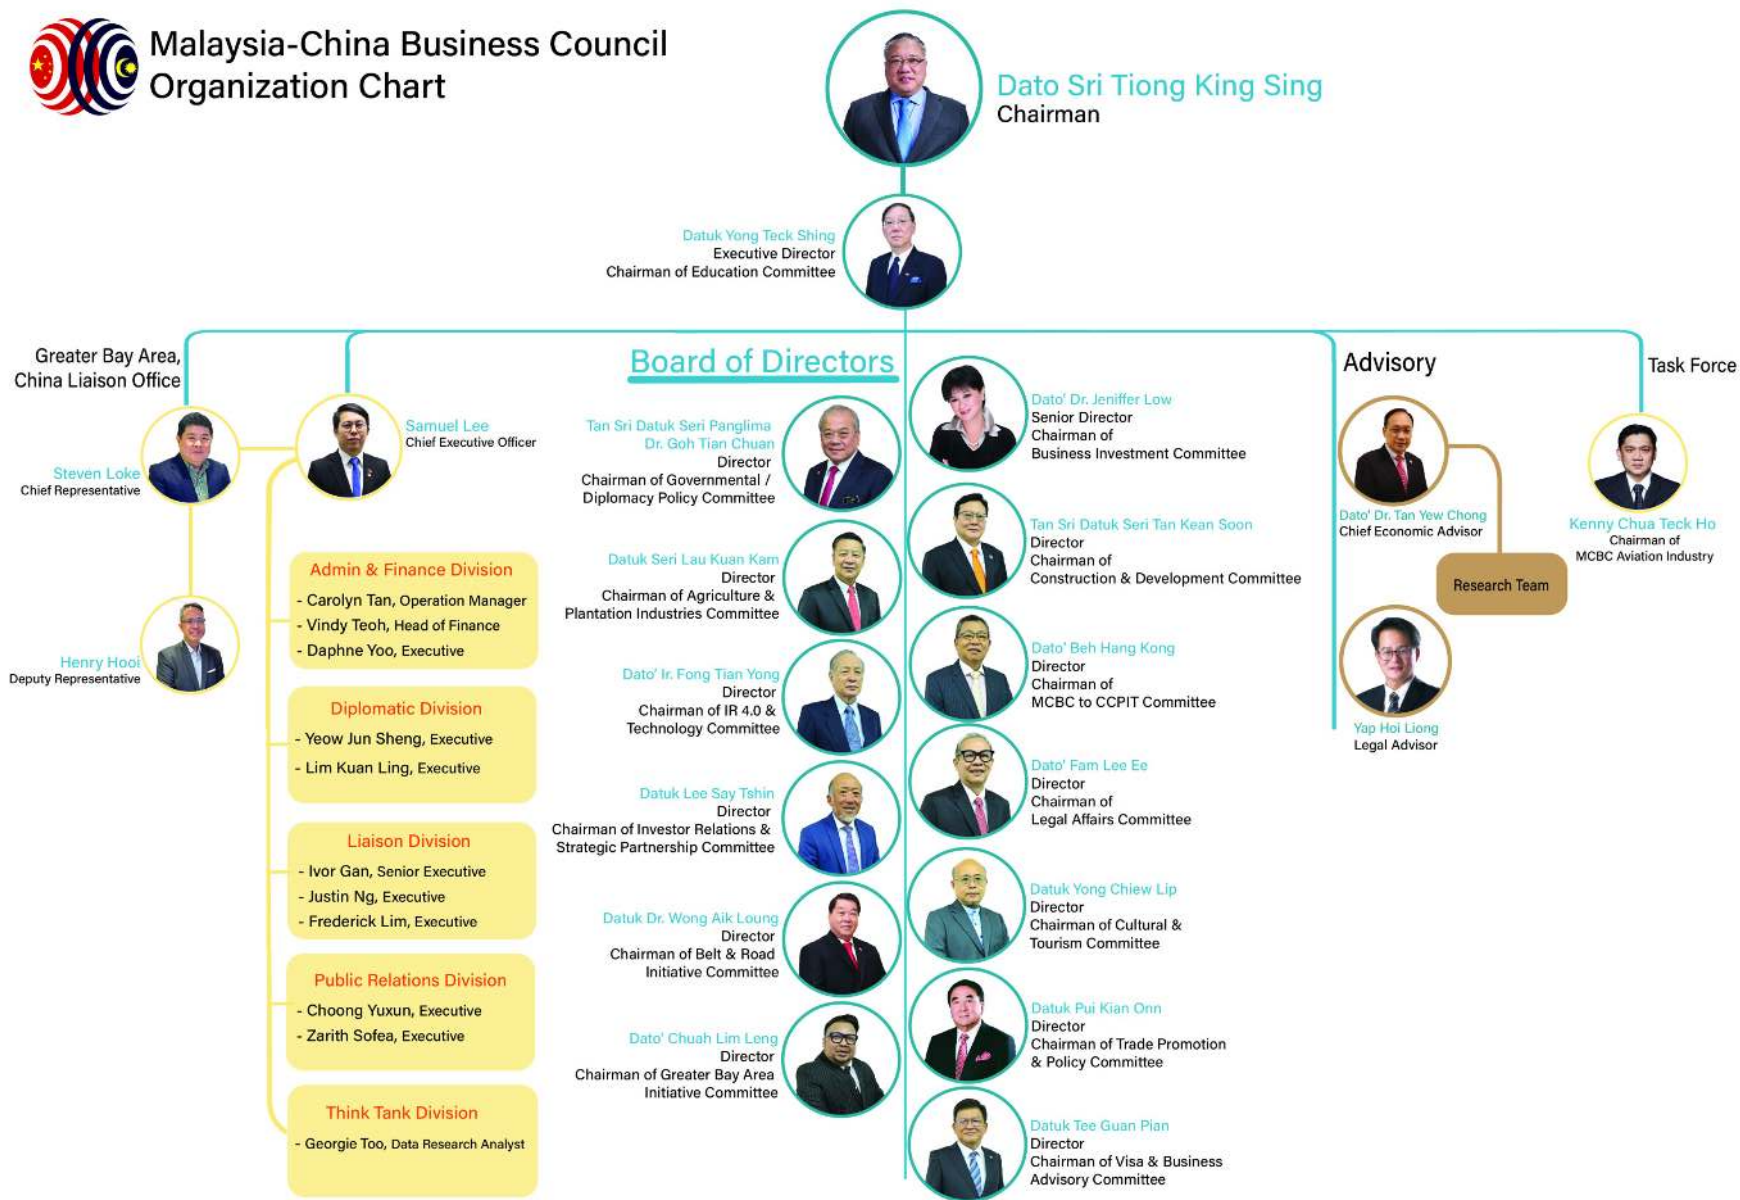 Malaysia-China Business Council
Organization Chart
Dato Sri Tiong King Sing
Chairman
Datuk Yong Teck Shing
Executive Director
Chairman of Education Committee
Greater Bay Area,
China Liaison Office
Steven Loke
Chief Representative
Henry Hooi
Deputy Representative
Samuel Lee
Chief Executive Officer
Admin & Finance Division
- Carolyn Tan, Operation Manager
- Vindy Teoh, Head of Finance
- Daphne Yoo, Executive
Diplomatic Division
- Yeow Jun Sheng, Executive
- Lim Kuan Ling, Executive
Liaison Division
- Ivor Gan, Senior Executive
- Justin Ng, Executive
- Frederick Lim, Executive
Public Relations Division
- Choong Yuxun, Executive
- Zarith Sofea, Executive
Think Tank Division
- Georgie Too, Data Research Analyst
Board of Directors
Tan Sri Datuk Seri Panglima
Dr. Goh Tian Chuan
Director
Chairman of Governmental /
Diplomacy Policy Committee
Datuk Seri Lau Kuan Kam
Director
Chairman of Agriculture &
Plantation Industries Committee
Dato' Ir. Fong Tian Yong
Director
Chairman of IR 4.0 &
Technology Committee
Datuk Lee Say Tshin
Director
Chairman of Investor Relations &
Strategic Partnership Committee
Datuk Dr. Wong Aik Loung
Director
Chairman of Belt & Road
Initiative Committee
Dato' Chuah Lim Leng
Director
Chairman of Greater Bay Area
Initiative Committee
Dato' Dr. Jeniffer Low
Senior Director
Chairman of
Business Investment Committee
Tan Sri Datuk Seri Tan Kean Soon
Director
Chairman of
Construction & Development Committee
Dato' Beh Hang Kong
Director
Chairman of
MCBC to CCPIT Committee
Dato' Fam Lee Ee
Director
Chairman of
Legal Affairs Committee
Datuk Yong Chiew Lip
Director
Chairman of Cultural &
Tourism Committee
Datuk Pui Kian Onn
Director
Chairman of Trade Promotion
& Policy Committee
Datuk Tee Guan Pian
Director
Chairman of Visa & Business
Advisory Committee
Advisory
Dato' Dr. Tan Yew Chong
Chief Economic Advisor
Research Team
Yap Hoi Liong
Legal Advisor
Task Force
Kenny Chua Teck Ho
Chairman of
MCBC Aviation Industry